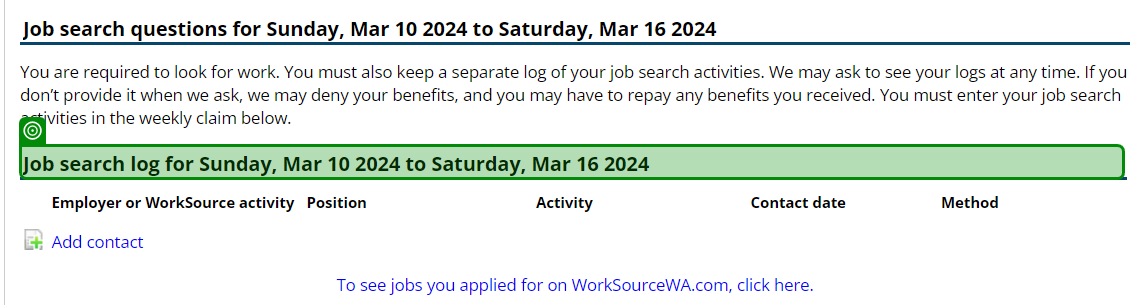 Job search questions for Sunday, Mar 10 2024 to Saturday, Mar 16 2024
You are required to look for work. You must also keep a separate log of your job search activities. We may ask to see your logs at any time. If you
don’t provide it when we ask, we may deny your benefits, and you may have to repay any benefits you received. You must enter your job search
activities in the weekly claim below.
Job search log for Sunday, Mar 10 2024 to Saturday, Mar 16 2024
Employer or WorkSource activity Position Activity Contact date Method
Add contact
To see jobs you applied for on WorkSourceWA.com, click here.